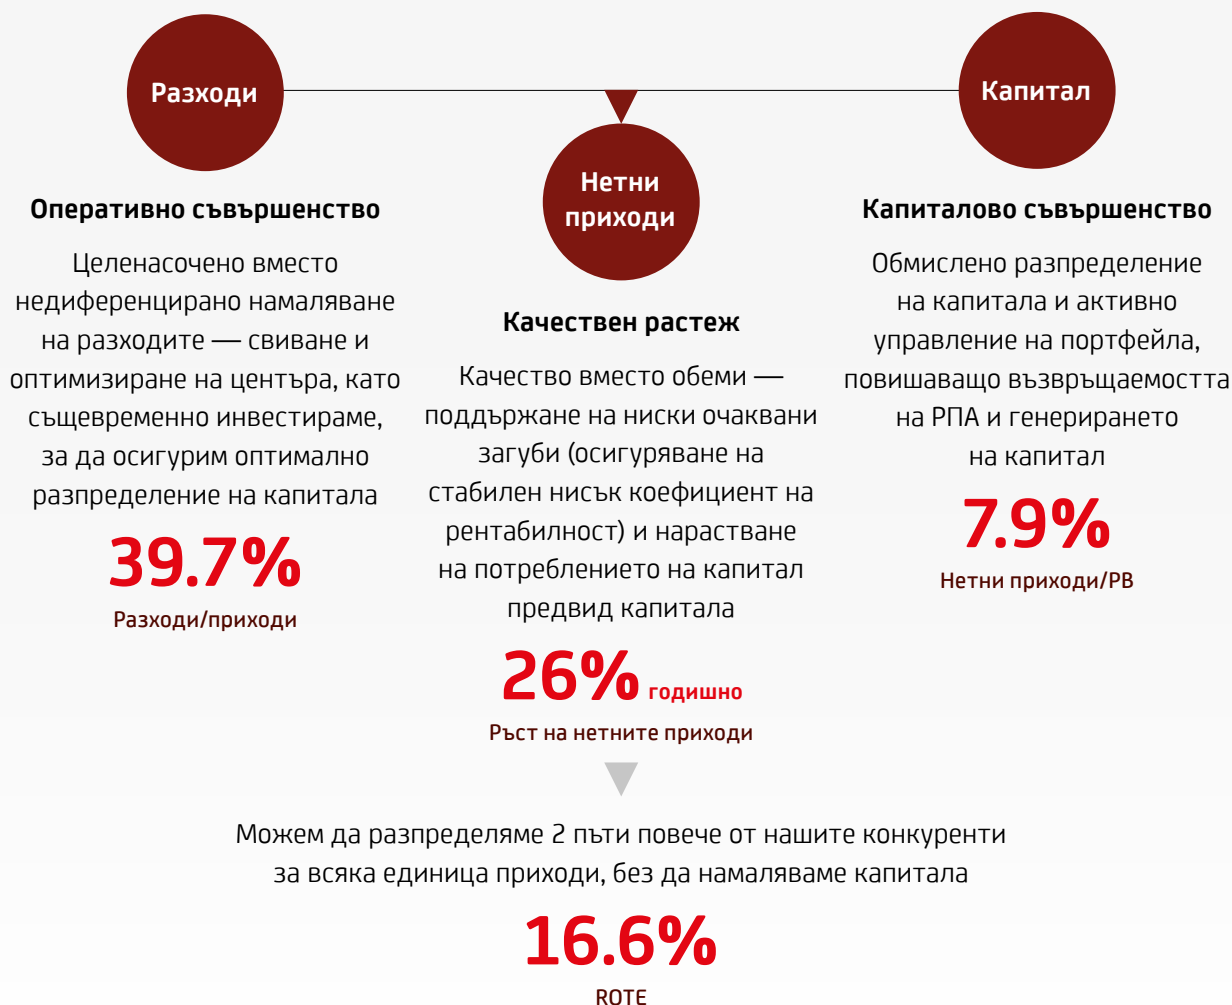 Разходи
Оперативно съвършенство
Целенасочено вместо
недиференцирано намаляване
на разходите — свиване и
оптимизиране на центъра, като
същевременно инвестираме,
за да осигурим оптимално
разпределение на капитала
39.7%
Разходи/приходи
Нетни
приходи
Качествен растеж
Качество вместо обеми —
поддържане на ниски очаквани
загуби (осигуряване на
стабилен нисък коефициент на
рентабилност) и нарастване
на потреблението на капитал
предвид капитала
26% годишно
Ръст на нетните приходи
Капитал
Капиталово съвършенство
Обмислено разпределение
на капитала и активно
управление на портфейла,
повишаващо възвръщаемостта
на РПА и генерирането
на капитал
7.9%
Нетни приходи/РВ
Можем да разпределяме 2 пъти повече от нашите конкуренти
за всяка единица приходи, без да намаляваме капитала
16.6%
ROTE